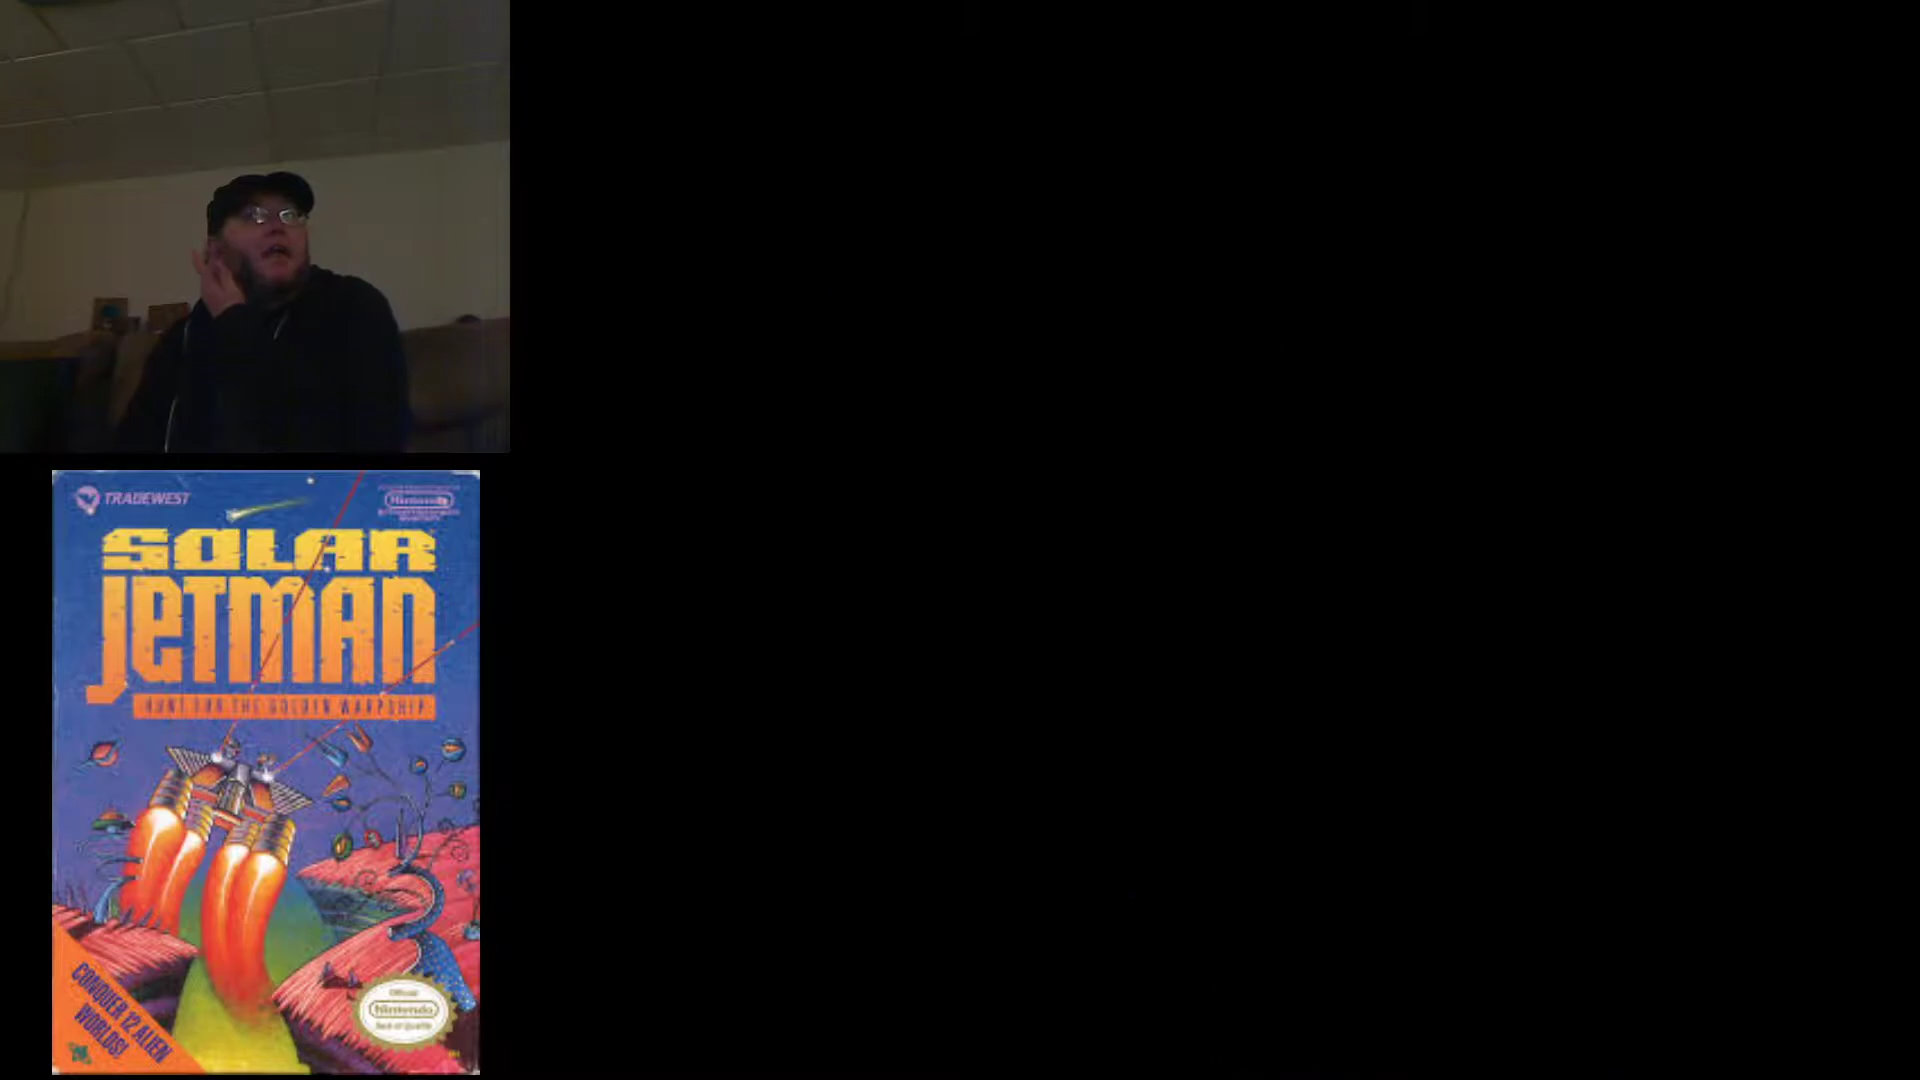 TRADEWEST
Nintendo
SOLAR
JETMAN
HUNT FOR THE GOLDEN WARPSHIP
CONQUER 12 ALIEN
WORLDS!
Official
Nintendo
Seal of Quality